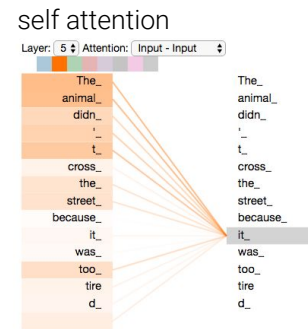 self attention
Layer: 5 Attention: Input - Input
The_ The_
animal_ animal_
didn_ didn_
'_ '_
t_ t_
cross_ cross_
the_ the_
street_ street_
because_ because_
it_ it_
was_ was_
too_ too_
tire tire
d_ d_